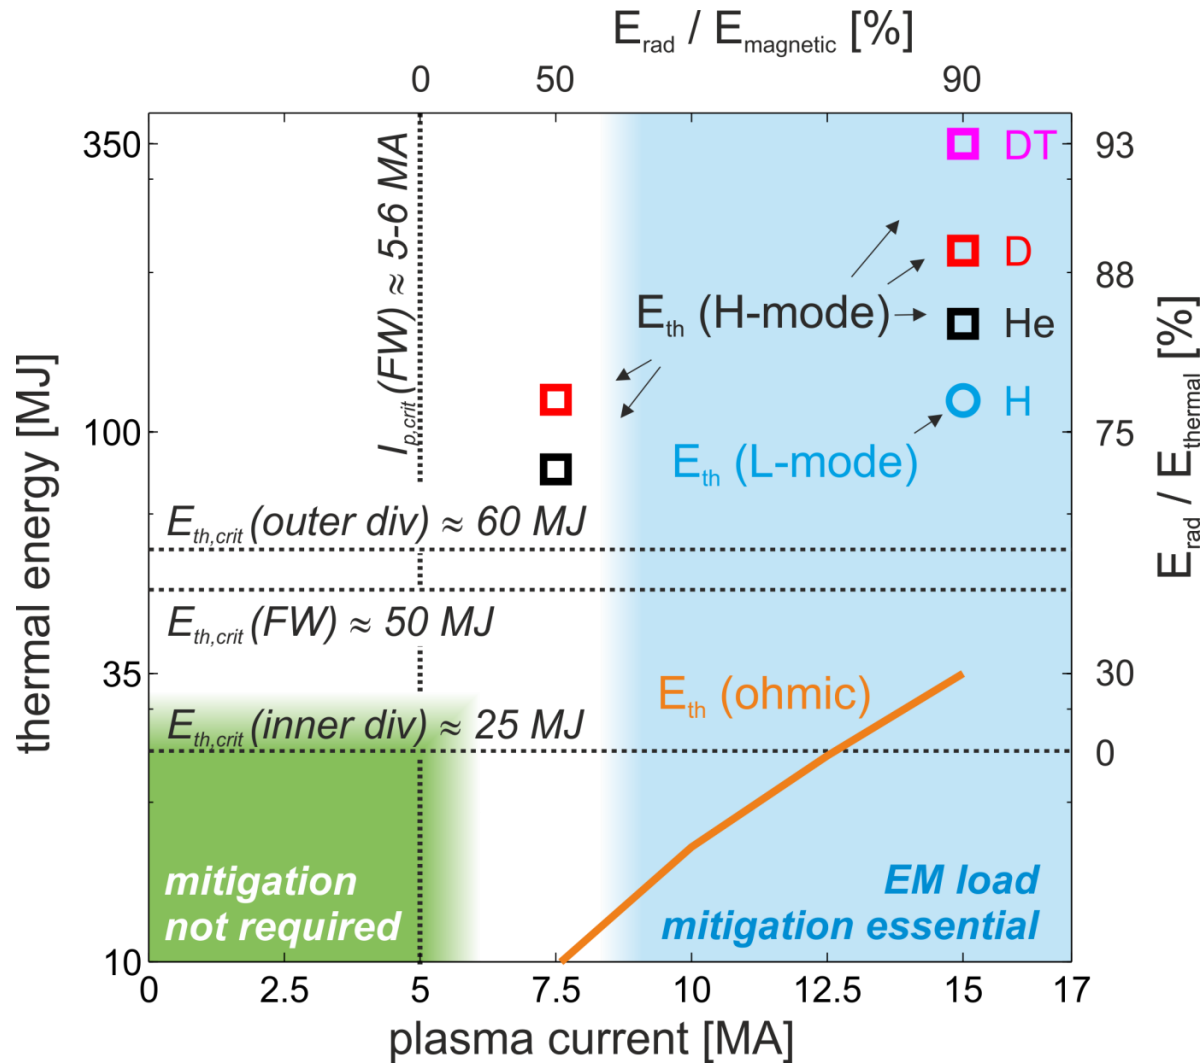 E_rad / E_magnetic [%]
0 50 90
350
100
35
10
thermal energy [MJ]
I_p,crit (FW) ≈ 5-6 MA
DT
D
E_th (H-mode)
He
H
E_th (L-mode)
E_th,crit (outer div) ≈ 60 MJ
E_th,crit (FW) ≈ 50 MJ
E_th (ohmic)
E_th,crit (inner div) ≈ 25 MJ
mitigation
not required
EM load
mitigation essential
93
88
75
30
0
E_rad / E_thermal [%]
0 2.5 5 7.5 10 12.5 15 17
plasma current [MA]